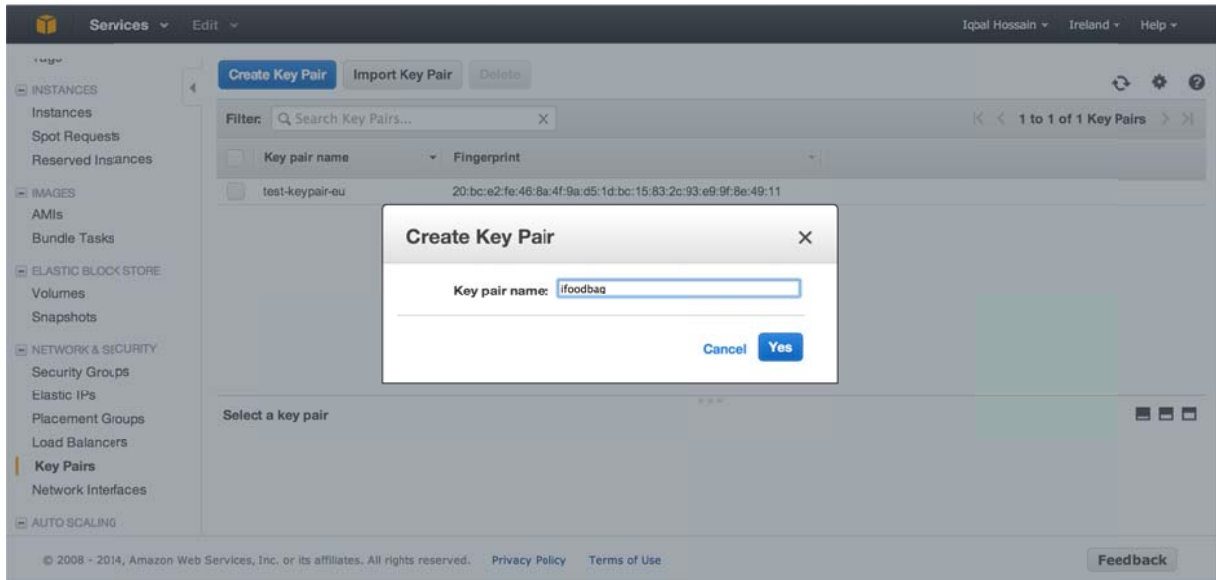 Services Edit Iqbal Hossain Ireland Help
Create Key Pair Import Key Pair Delete
INSTANCES
Instances
Spot Requests
Reserved Instances
IMAGES
AMIs
Bundle Tasks
ELASTIC BLOCK STORE
Volumes
Snapshots
NETWORK & SECURITY
Security Groups
Elastic IPs
Placement Groups
Load Balancers
Key Pairs
Network Interfaces
AUTO SCALING
Filter: Search Key Pairs... 1 to 1 of 1 Key Pairs
Key pair name Fingerprint
test-keypair-eu 20:bc:e2:fe:46:8a:4f:9a:d5:1d:bc:15:83:2c:93:e9:9f:8e:49:11
Create Key Pair
Key pair name: ifoodbag
Cancel Yes
Select a key pair
© 2008 - 2014, Amazon Web Services, Inc. or its affiliates. All rights reserved. Privacy Policy Terms of Use Feedback